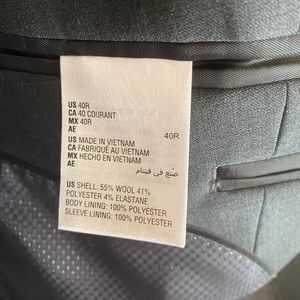 US 40R
CA 40 COURANT
MX 40R
AE
40R
US MADE IN VIETNAM
CA FABRIQUÉ AU VIETNAM
MX HECHO EN VIETNAM
AE
صنع في فيتنام
US SHELL: 55% WOOL 41%
POLYESTER 4% ELASTANE
BODY LINING: 100% POLYESTER
SLEEVE LINING: 100% POLYESTER